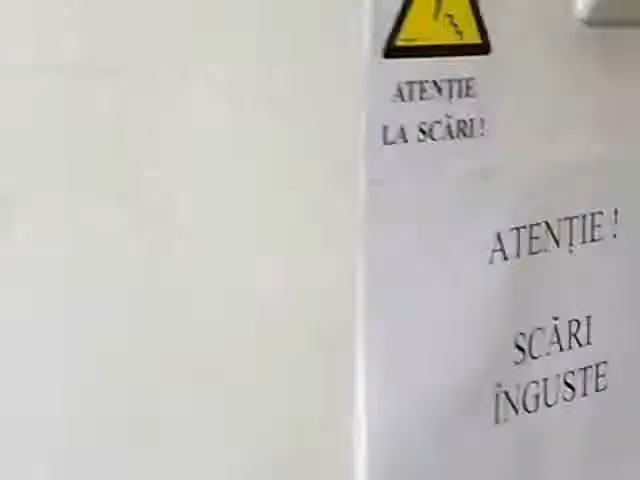 ATENȚIE
LA SCĂRI!
ATENȚIE!
SCĂRI
ÎNGUSTE